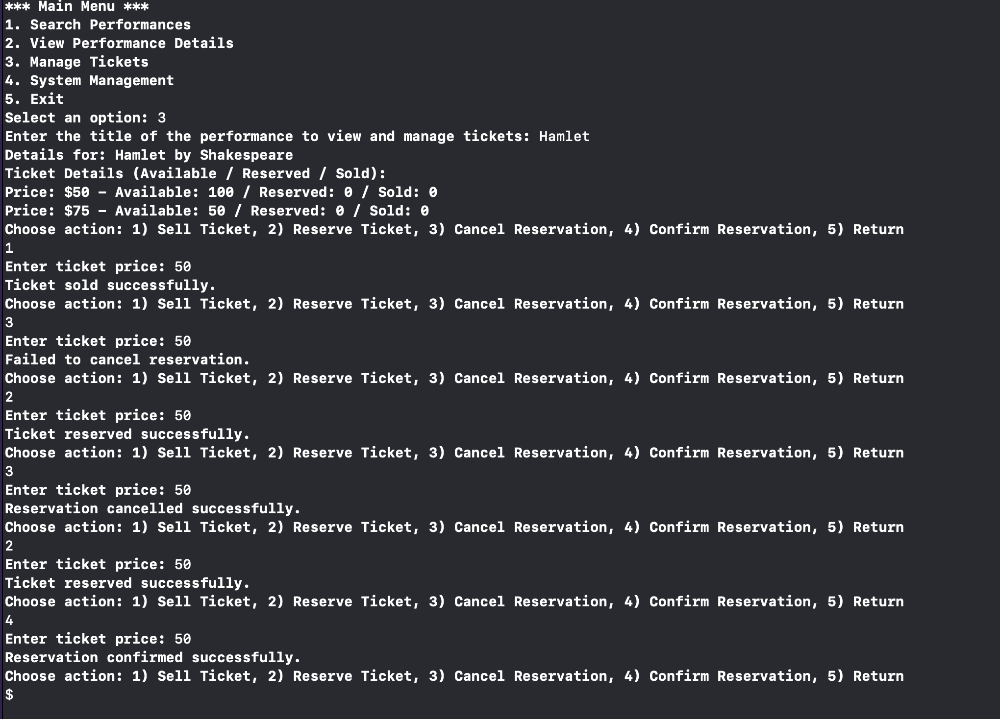 *** Main Menu ***
1. Search Performances
2. View Performance Details
3. Manage Tickets
4. System Management
5. Exit
Select an option: 3
Enter the title of the performance to view and manage tickets: Hamlet
Details for: Hamlet by Shakespeare
Ticket Details (Available / Reserved / Sold):
Price: $50 – Available: 100 / Reserved: 0 / Sold: 0
Price: $75 – Available: 50 / Reserved: 0 / Sold: 0
Choose action: 1) Sell Ticket, 2) Reserve Ticket, 3) Cancel Reservation, 4) Confirm Reservation, 5) Return
1
Enter ticket price: 50
Ticket sold successfully.
Choose action: 1) Sell Ticket, 2) Reserve Ticket, 3) Cancel Reservation, 4) Confirm Reservation, 5) Return
3
Enter ticket price: 50
Failed to cancel reservation.
Choose action: 1) Sell Ticket, 2) Reserve Ticket, 3) Cancel Reservation, 4) Confirm Reservation, 5) Return
2
Enter ticket price: 50
Ticket reserved successfully.
Choose action: 1) Sell Ticket, 2) Reserve Ticket, 3) Cancel Reservation, 4) Confirm Reservation, 5) Return
3
Enter ticket price: 50
Reservation cancelled successfully.
Choose action: 1) Sell Ticket, 2) Reserve Ticket, 3) Cancel Reservation, 4) Confirm Reservation, 5) Return
2
Enter ticket price: 50
Ticket reserved successfully.
Choose action: 1) Sell Ticket, 2) Reserve Ticket, 3) Cancel Reservation, 4) Confirm Reservation, 5) Return
4
Enter ticket price: 50
Reservation confirmed successfully.
Choose action: 1) Sell Ticket, 2) Reserve Ticket, 3) Cancel Reservation, 4) Confirm Reservation, 5) Return
$